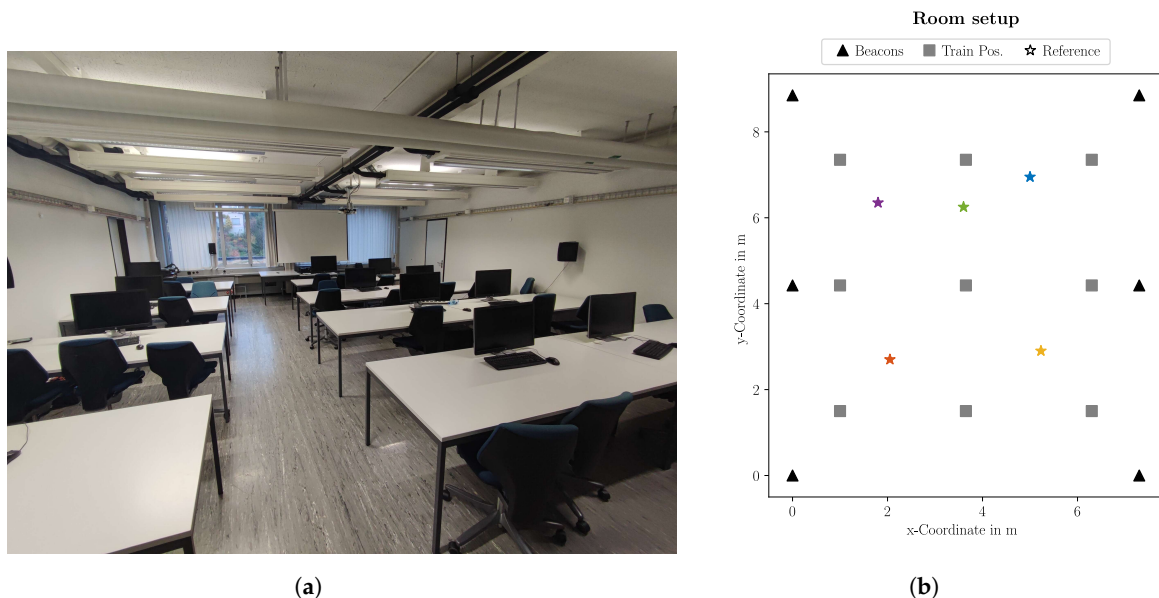 Room setup
Beacons Train Pos. Reference
8
6
4
2
0
y-Coordinate in m
0 2 4 6
x-Coordinate in m
(a)
(b)